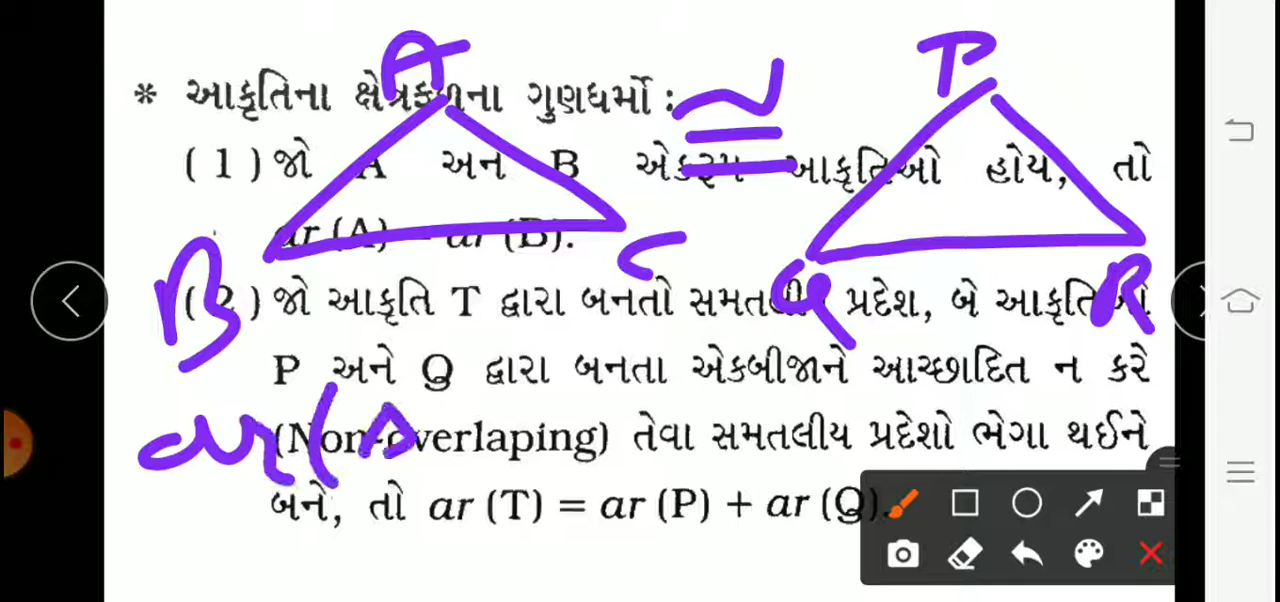 * આકૃતિના ક્ષેત્રફળના ગુણધર્મો :
( 1 ) જો A અને B એકરૂપ આકૃતિઓ હોય, તો
ar (A) = ar (B).
( 2 ) જો આકૃતિ T દ્વારા બનતો સમતલીય પ્રદેશ, બે આકૃતિઓ
P અને Q દ્વારા બનતા એકબીજાને આચ્છાદિત ન કરે
(Non-overlaping) તેવા સમતલીય પ્રદેશો ભેગા થઈને
બને, તો ar (T) = ar (P) + ar (Q).
A ≅ P
B C Q R
ar(△